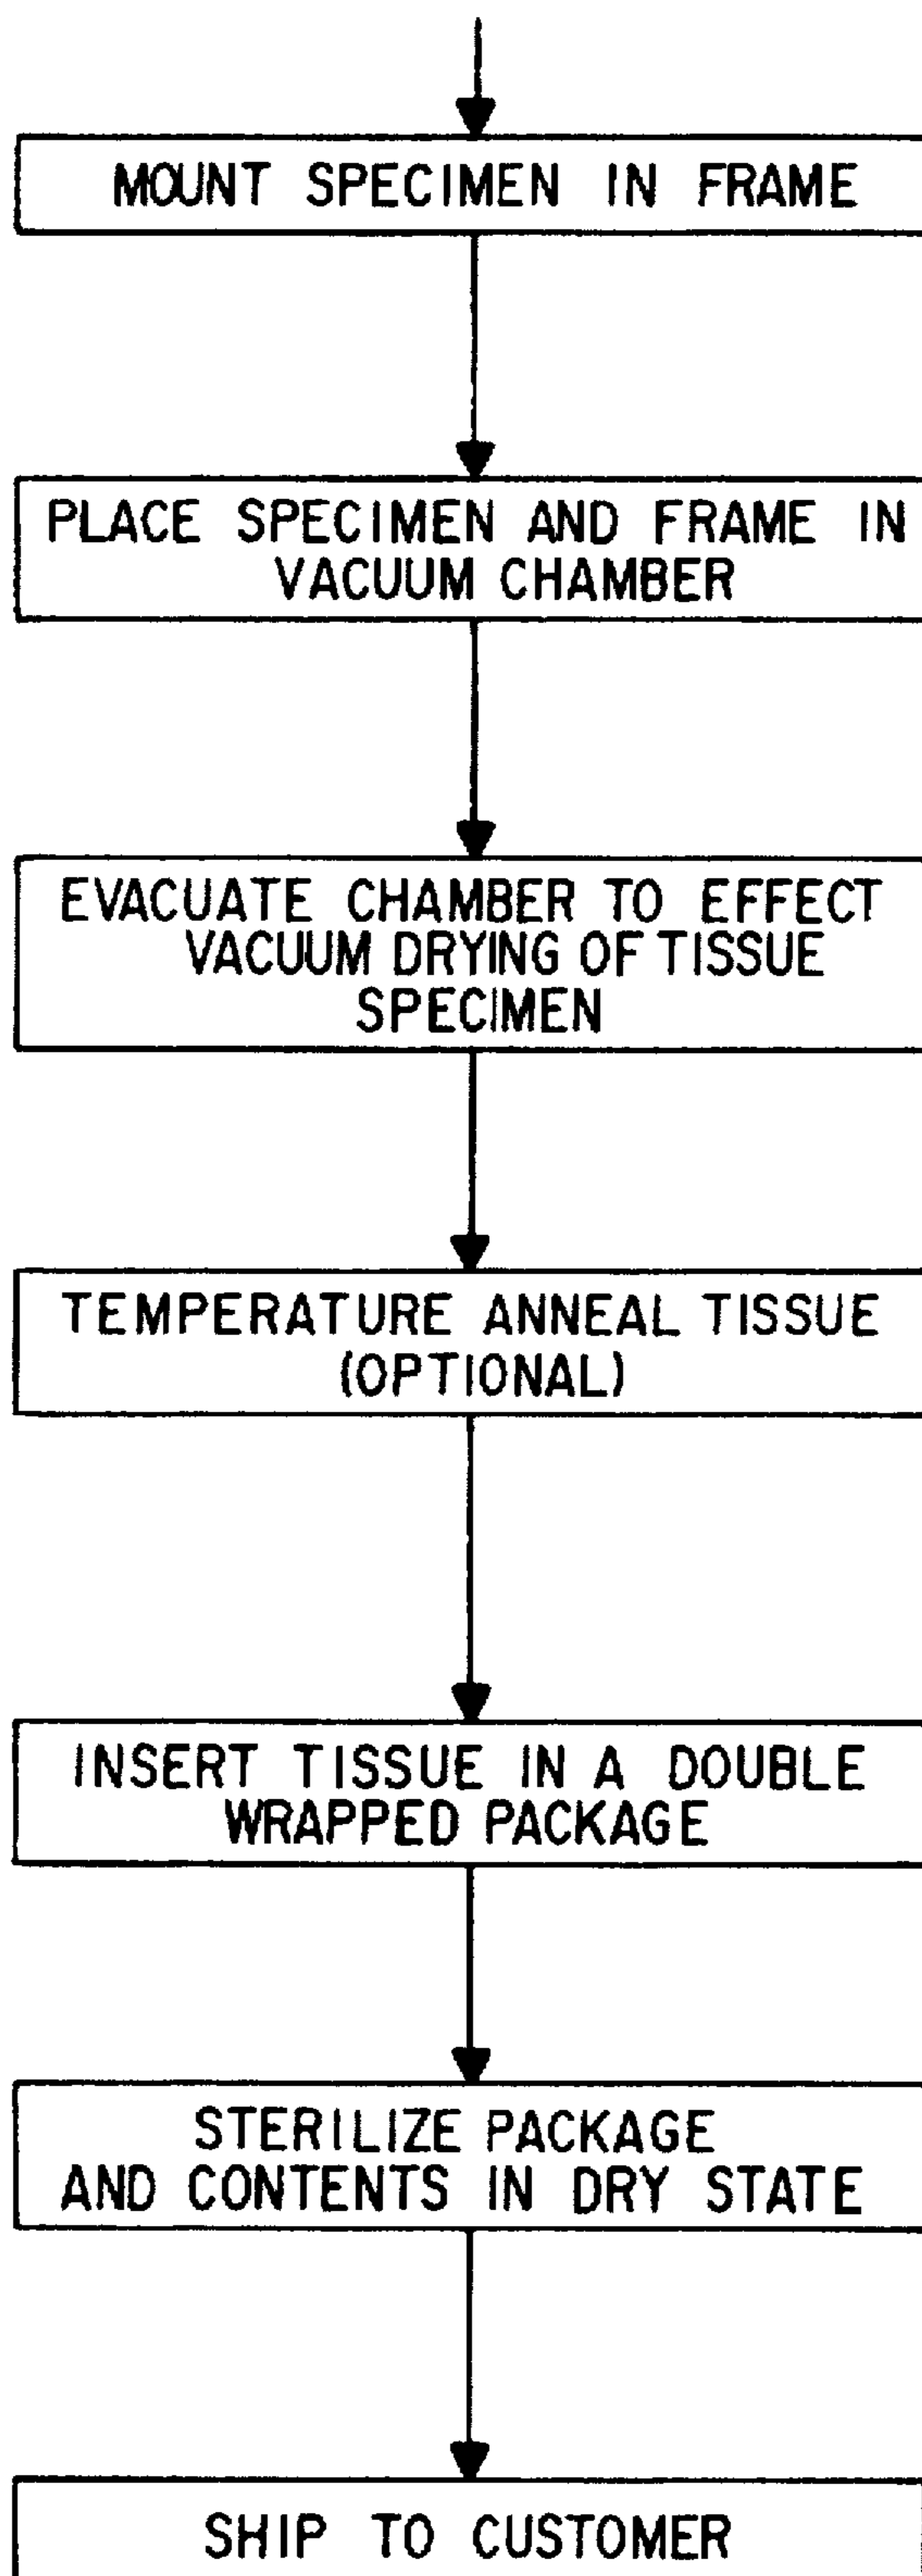 MOUNT SPECIMEN IN FRAME
PLACE SPECIMEN AND FRAME IN
VACUUM CHAMBER
EVACUATE CHAMBER TO EFFECT
VACUUM DRYING OF TISSUE
SPECIMEN
TEMPERATURE ANNEAL TISSUE
(OPTIONAL)
INSERT TISSUE IN A DOUBLE
WRAPPED PACKAGE
STERILIZE PACKAGE
AND CONTENTS IN DRY STATE
SHIP TO CUSTOMER